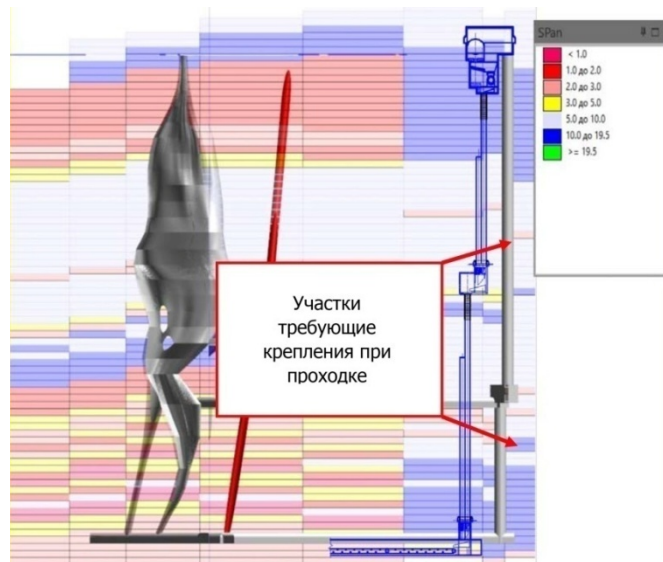 SPan
< 1.0
1.0 до 2.0
2.0 до 3.0
3.0 до 5.0
5.0 до 10.0
10.0 до 19.5
>= 19.5
Участки
требующие
крепления при
проходке